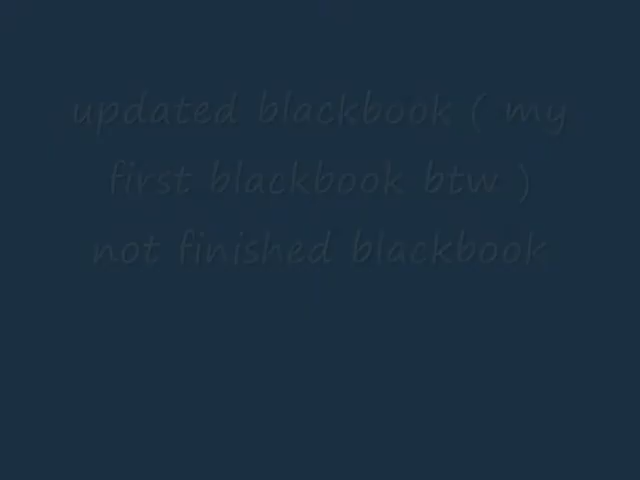 updated blackbook ( my
first blackbook btw )
not finished blackbook